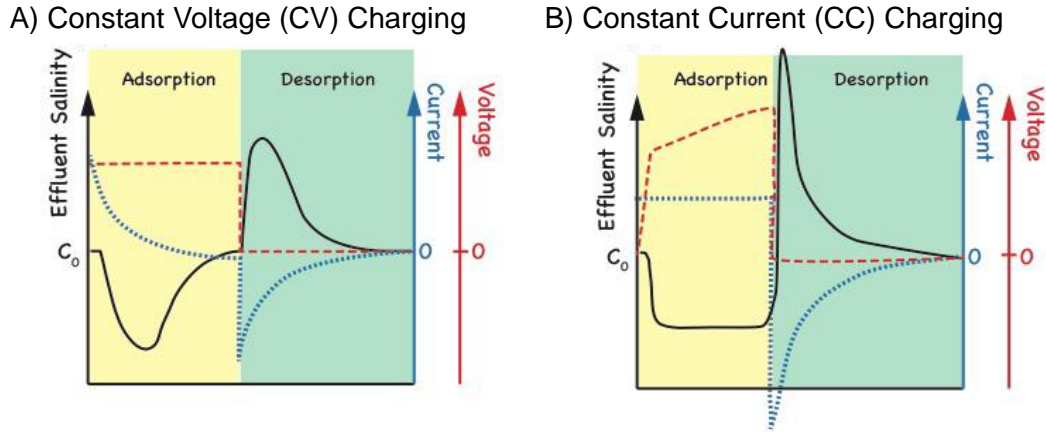 A) Constant Voltage (CV) Charging
Effluent Salinity
Adsorption
Desorption
Current
Voltage
C₀
0
0
B) Constant Current (CC) Charging
Effluent Salinity
Adsorption
Desorption
Current
Voltage
C₀
0
0